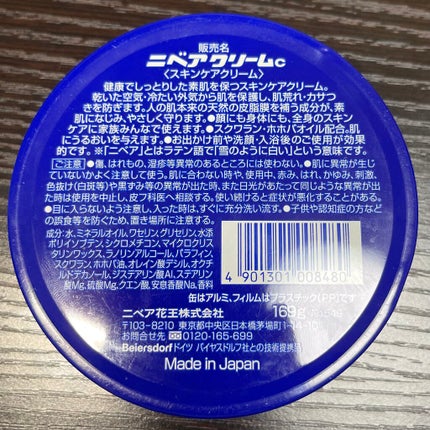 販売名
ニベアクリームc
〈スキンケアクリーム〉
健康でしっとりした素肌を保つスキンケアクリーム。
乾いた空気・冷たい外気から肌を保護し、肌荒れ・カサつ
きを防ぎます。人の肌本来の天然の皮脂膜を補う成分が、素
肌になじみ、やさしく守ります。●顔にも身体にも、全身のスキン
ケアに家族みんなで使えます。●スクワラン・ホホバオイル配合。肌
にうるおいを与えます。●お出かけ前や洗顔・入浴後のご使用が効果
的です。※「ニベア」とはラテン語で「雪のように白い」という意味です。
ご注意 ●傷、はれもの、湿疹等異常のあるところには使わない。●肌に異常が生じ
ていないかよく注意して使う。肌に合わない時や、使用中、赤み、はれ、かゆみ、刺激、
色抜け(白斑等)や黒ずみ等の異常が出た時、また日光があたって同じような異常が出
た時は使用を中止し、皮フ科医へ相談する。使い続けると症状が悪化することがある。
●目に入らないよう注意し、入った時は、すぐに充分洗い流す。●子供や認知症の方など
の誤食等を防ぐため、置き場所に注意する。
成分:水、ミネラルオイル、ワセリン、グリセリン、水添
ポリイソブテン、シクロメチコン、マイクロクリス
タリンワックス、ラノリンアルコール、パラフィン、
スクワラン、ホホバ油、オレイン酸デシル、オクチ
ルドデカノール、ジステアリン酸Al、ステアリン
酸Mg、硫酸Mg、クエン酸、安息香酸Na、香料
4 901301 008480
缶はアルミ、フィルムはプラスチック(PP)です
169g
ニベア花王株式会社
〒103-8210 東京都中央区日本橋茅場町1-14-10
お問合せ先 0120-165-699
Beiersdorf ドイツ バイヤスドルフ社との技術提携品
Made in Japan